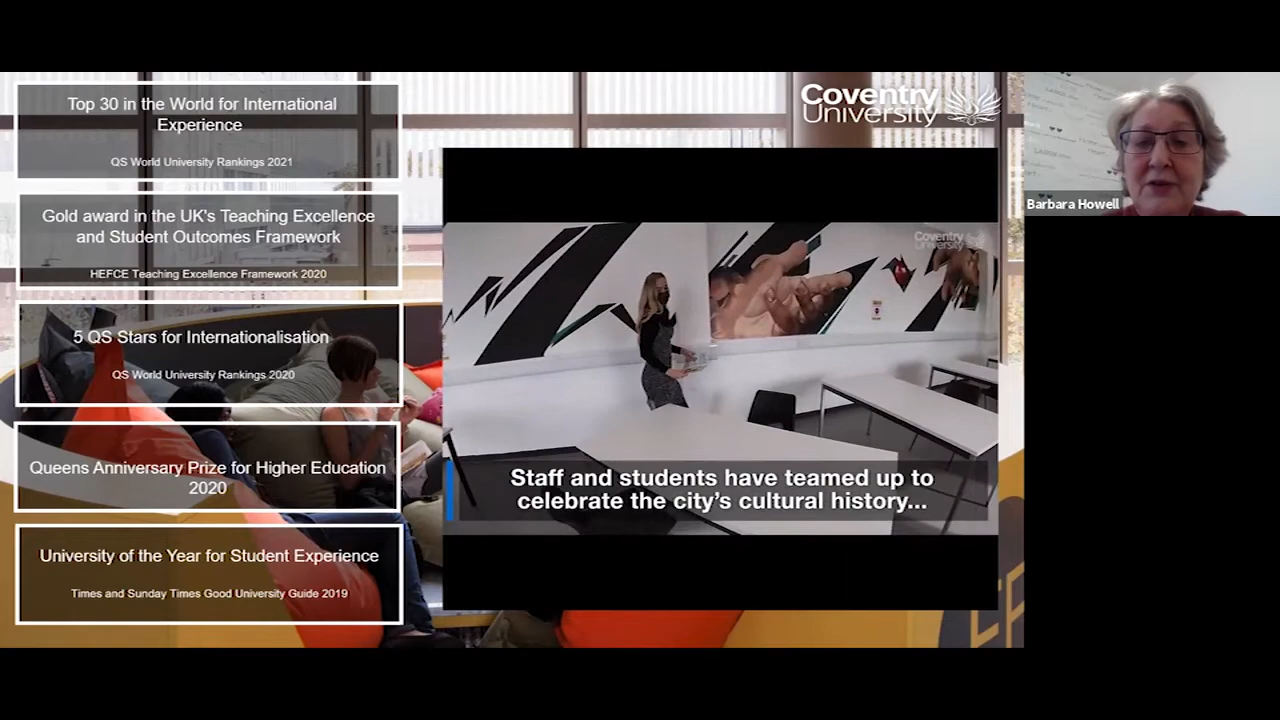 Top 30 in the World for International
Experience
QS World University Rankings 2021
Gold award in the UK's Teaching Excellence
and Student Outcomes Framework
HEFCE Teaching Excellence Framework 2020
5 QS Stars for Internationalisation
QS World University Rankings 2020
Queens Anniversary Prize for Higher Education
2020
University of the Year for Student Experience
Times and Sunday Times Good University Guide 2019
Coventry
University
Coventry
University
Staff and students have teamed up to
celebrate the city's cultural history...
Barbara Howell